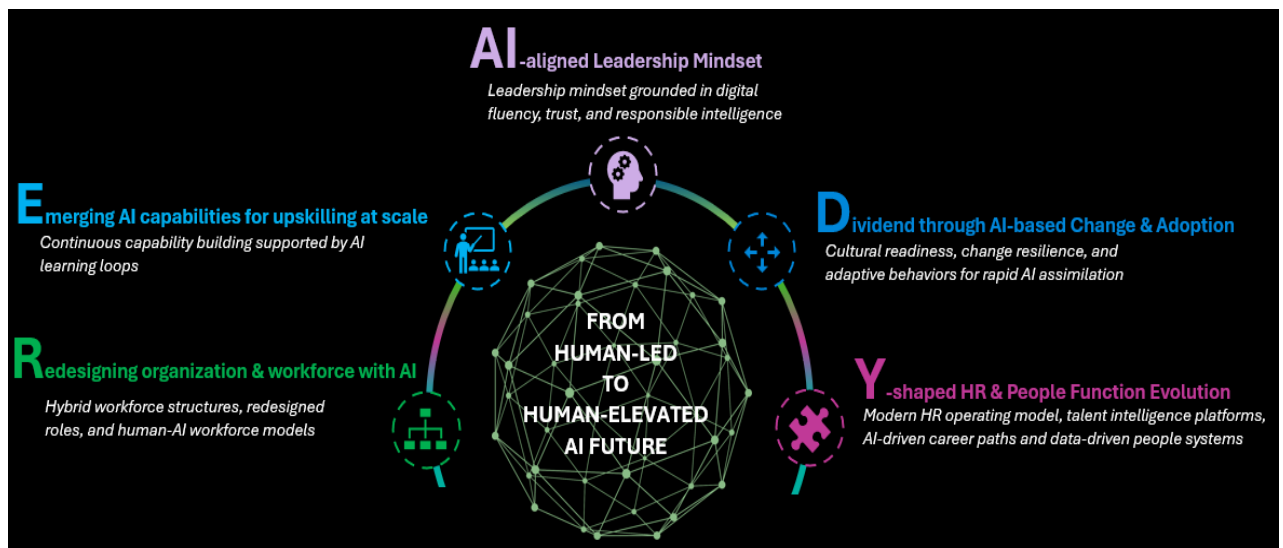 AI-aligned Leadership Mindset
Leadership mindset grounded in digital
fluency, trust, and responsible intelligence
Emerging AI capabilities for upskilling at scale
Continuous capability building supported by AI
learning loops
Dividend through AI-based Change & Adoption
Cultural readiness, change resilience, and
adaptive behaviors for rapid AI assimilation
Redesigning organization & workforce with AI
Hybrid workforce structures, redesigned
roles, and human-AI workforce models
FROM
HUMAN-LED
TO
HUMAN-ELEVATED
AI FUTURE
Y-shaped HR & People Function Evolution
Modern HR operating model, talent intelligence platforms,
AI-driven career paths and data-driven people systems